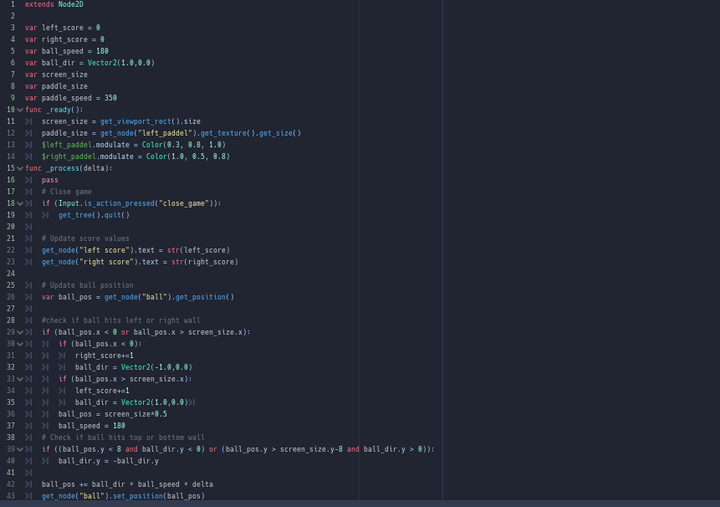 1 extends Node2D
2
3 var left_score = 0
4 var right_score = 0
5 var ball_speed = 180
6 var ball_dir = Vector2(1.0,0.0)
7 var screen_size
8 var paddle_size
9 var paddle_speed = 350
10 func _ready():
11 screen_size = get_viewport_rect().size
12 paddle_size = get_node("left_paddel").get_texture().get_size()
13 $left_paddel.modulate = Color(0.3, 0.8, 1.0)
14 $right_paddel.modulate = Color(1.0, 0.5, 0.8)
15 func _process(delta):
16 pass
17 # Close game
18 if (Input.is_action_pressed("close_game")):
19 get_tree().quit()
20
21 # Update score values
22 get_node("left score").text = str(left_score)
23 get_node("right score").text = str(right_score)
24
25 # Update ball position
26 var ball_pos = get_node("ball").get_position()
27
28 #check if ball hits left or right wall
29 if (ball_pos.x < 0 or ball_pos.x > screen_size.x):
30 if (ball_pos.x < 0):
31 right_score+=1
32 ball_dir = Vector2(-1.0,0.0)
33 if (ball_pos.x > screen_size.x):
34 left_score+=1
35 ball_dir = Vector2(1.0,0.0)
36 ball_pos = screen_size*0.5
37 ball_speed = 180
38 # Check if ball hits top or bottom wall
39 if ((ball_pos.y < 8 and ball_dir.y < 0) or (ball_pos.y > screen_size.y-8 and ball_dir.y > 0)):
40 ball_dir.y = -ball_dir.y
41
42 ball_pos += ball_dir * ball_speed * delta
43 get_node("ball").set_position(ball_pos)